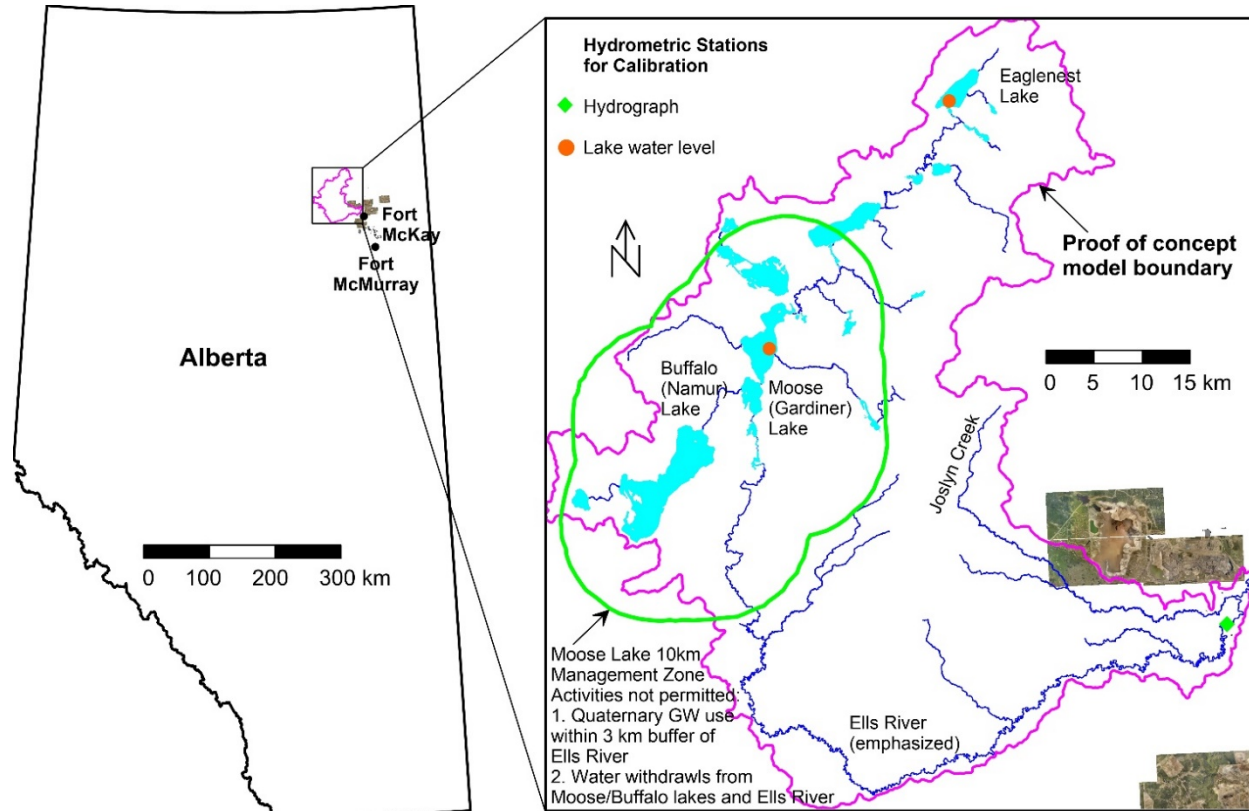 Fort
McKay
Fort
McMurray
Alberta
0 100 200 300 km
Hydrometric Stations
for Calibration
Hydrograph
Lake water level
Eaglenest
Lake
N
Proof of concept
model boundary
0 5 10 15 km
Buffalo
(Namur)
Lake
Moose
(Gardiner)
Lake
Joslyn Creek
Moose Lake 10km
Management Zone
Activities not permitted:
1. Quaternary GW use
within 3 km buffer of
Ells River
2. Water withdrawls from
Moose/Buffalo lakes and Ells River
Ells River
(emphasized)